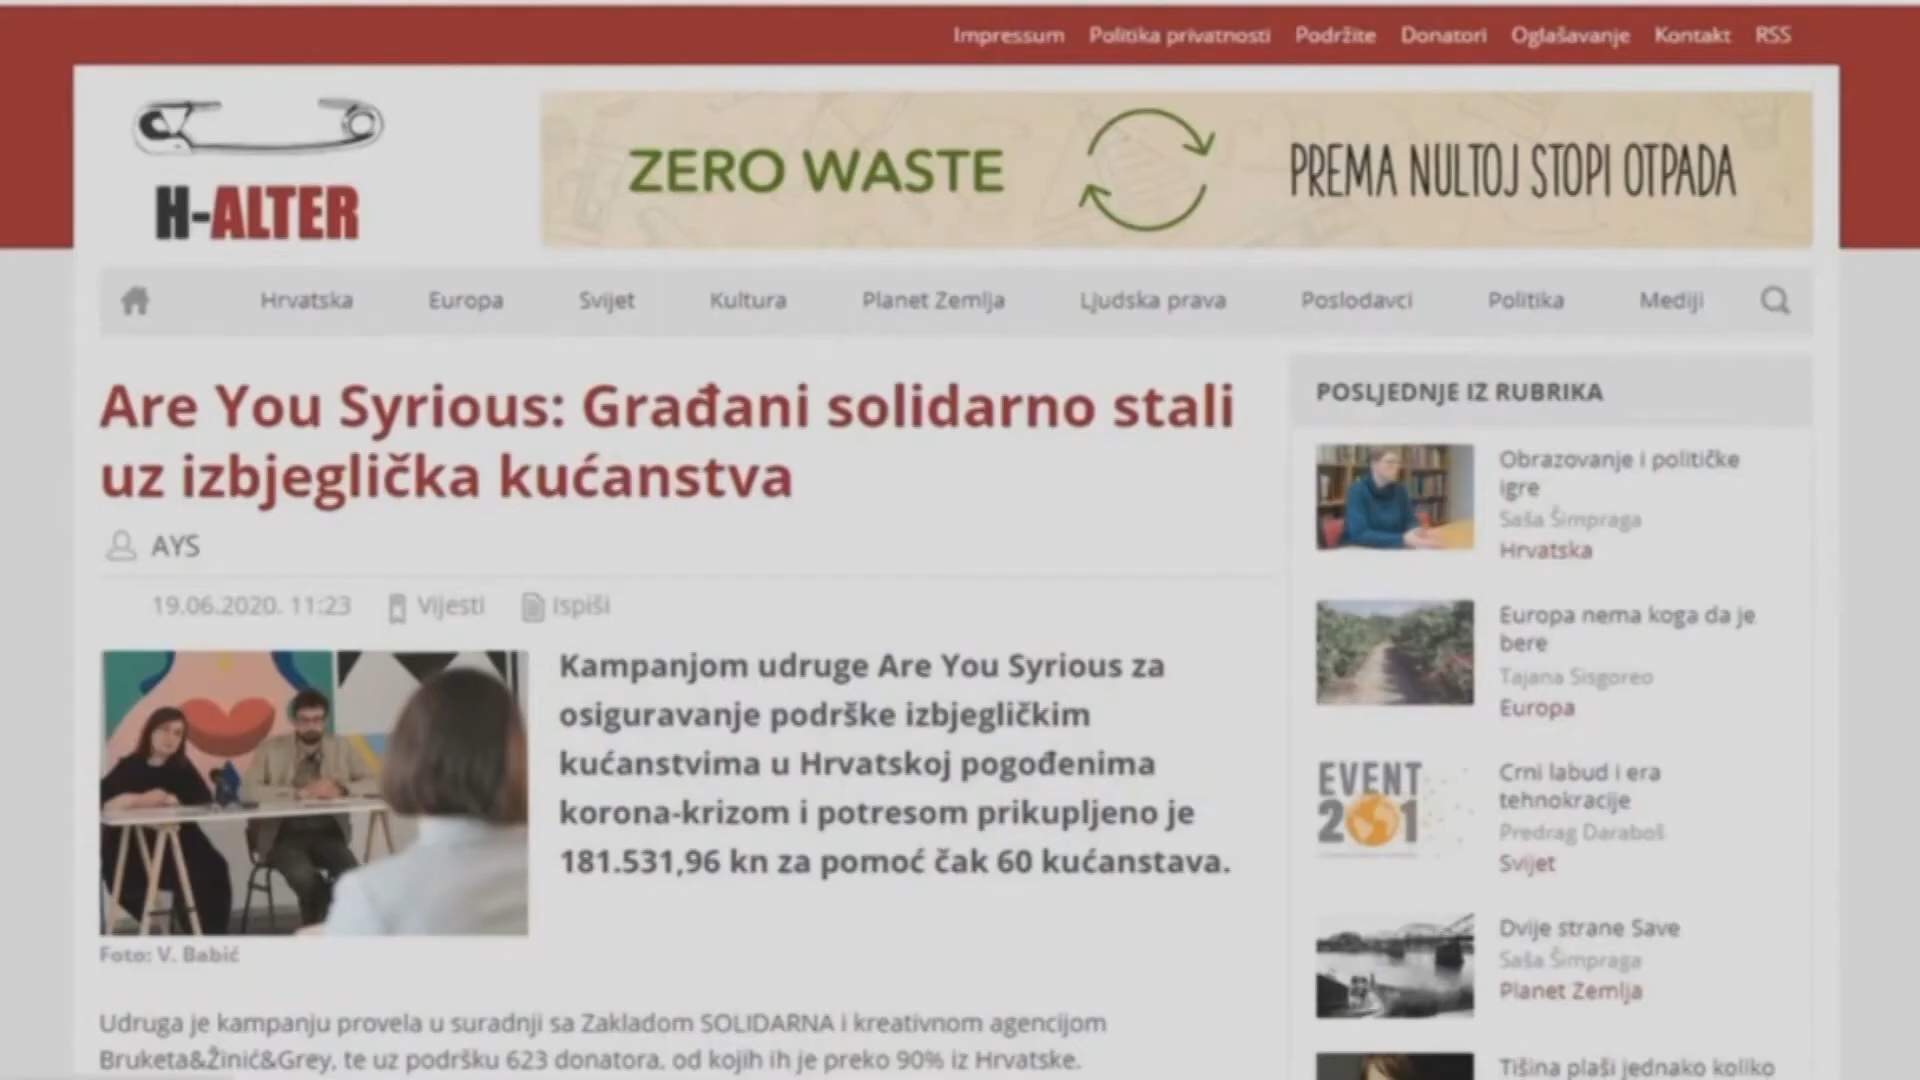 Impressum Politika privatnosti Podržite Donatori Oglašavanje Kontakt RSS
H-ALTER
ZERO WASTE PREMA NULTOJ STOPI OTPADA
Hrvatska Europa Svijet Kultura Planet Zemlja Ljudska prava Poslodavci Politika Mediji
Are You Syrious: Građani solidarno stali
uz izbjeglička kućanstva
AYS
19.06.2020. 11:23 Vijesti Ispiši
Kampanjom udruge Are You Syrious za
osiguravanje podrške izbjegličkim
kućanstvima u Hrvatskoj pogođenima
korona-krizom i potresom prikupljeno je
181.531,96 kn za pomoć čak 60 kućanstava.
Foto: V. Babić
Udruga je kampanju provela u suradnji sa Zakladom SOLIDARNA i kreativnom agencijom
Bruketa&Žinić&Grey, te uz podršku 623 donatora, od kojih ih je preko 90% iz Hrvatske.
POSLJEDNJE IZ RUBRIKA
Obrazovanje i političke
igre
Saša Šimpraga
Hrvatska
Europa nema koga da je
bere
Tajana Sisgoreo
Europa
EVENT
201
Crni labud i era
tehnokracije
Predrag Daraboš
Svijet
Dvije strane Save
Saša Šimpraga
Planet Zemlja
Tišina plaši jednako koliko